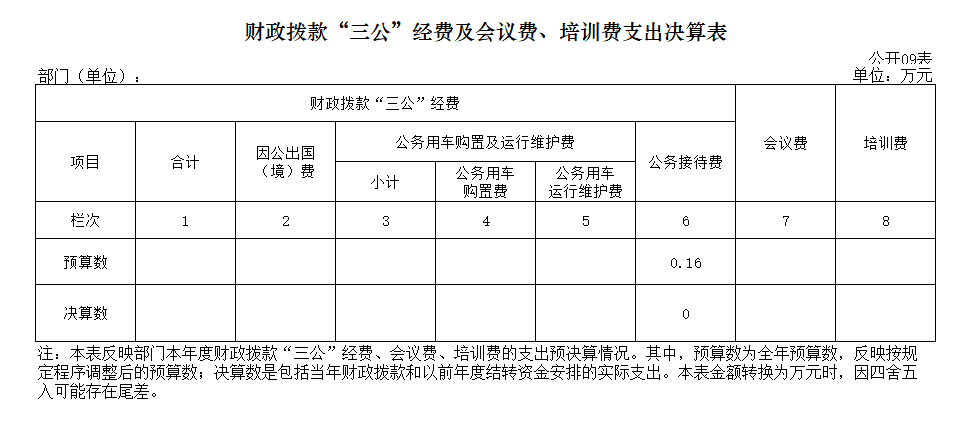 财政拨款“三公”经费及会议费、培训费支出决算表
公开09表
部门（单位）： 单位：万元
财政拨款“三公”经费 会议费 培训费
项目 合计 因公出国（境）费 公务用车购置及运行维护费 公务接待费
小计 公务用车购置费 公务用车运行维护费
栏次 1 2 3 4 5 6 7 8
预算数 0.16
决算数 0
注：本表反映部门本年度财政拨款“三公”经费、会议费、培训费的支出预决算情况。其中，预算数为全年预算数，反映按规
定程序调整后的预算数；决算数是包括当年财政拨款和以前年度结转资金安排的实际支出。本表金额转换为万元时，因四舍五
入可能存在尾差。